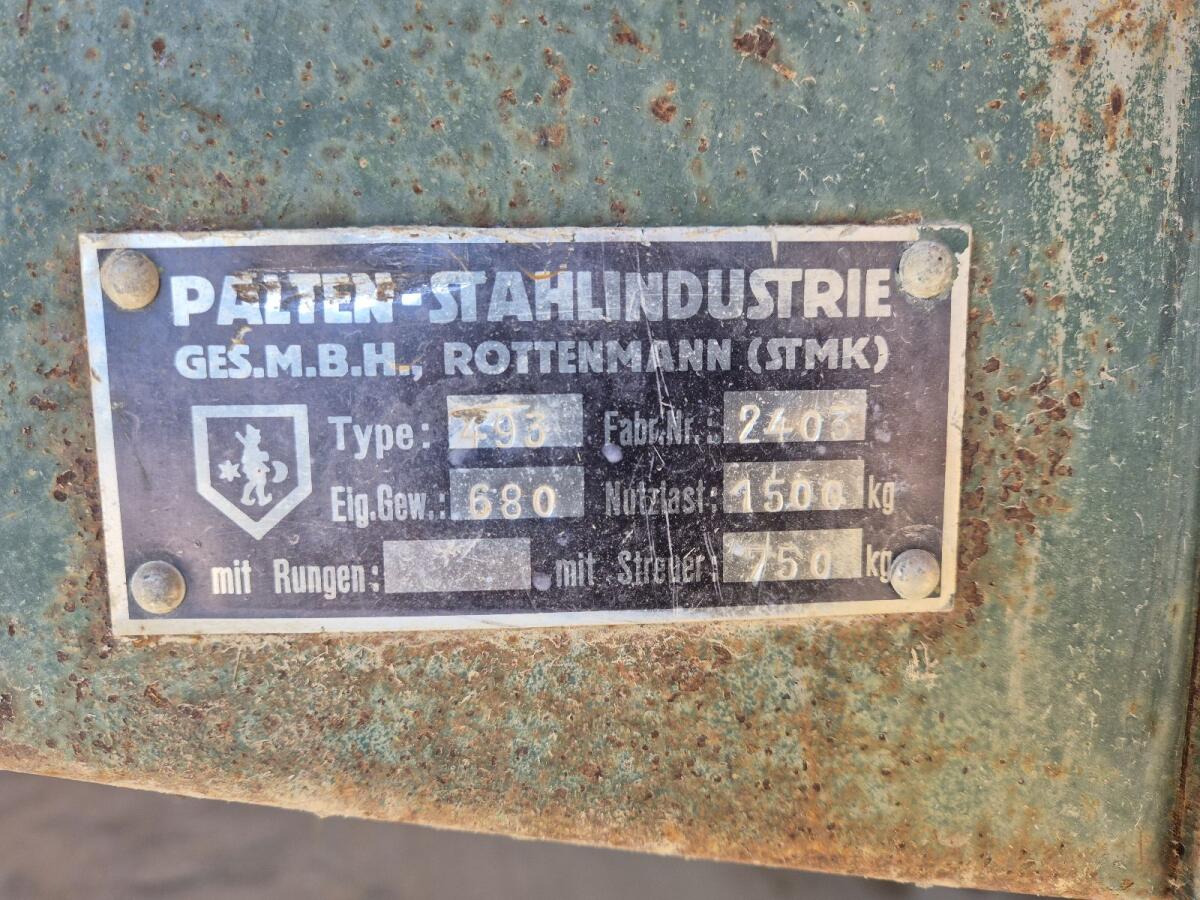 PALTEN-STAHLINDUSTRIE
GES.M.B.H., ROTTENMANN (STMK)
Type: 493 Fabr.Nr.: 2403
Eig.Gew.: 680 Nutzlast: 1500 kg
mit Rungen: mit Streuer: 750 kg